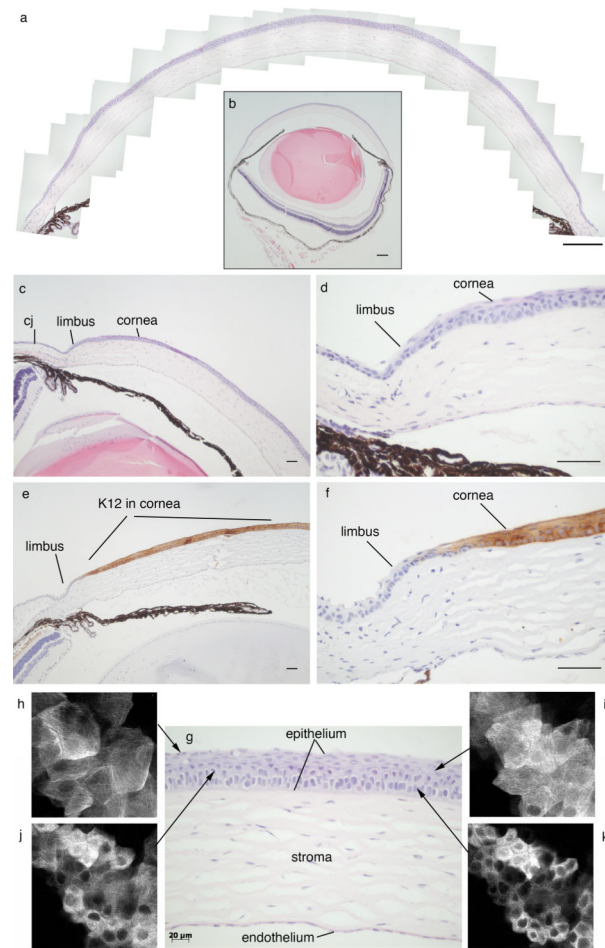 a
b
c
cj
limbus
cornea
d
cornea
limbus
e
K12 in cornea
limbus
f
cornea
limbus
h
g
epithelium
i
j
stroma
k
20 µm
endothelium